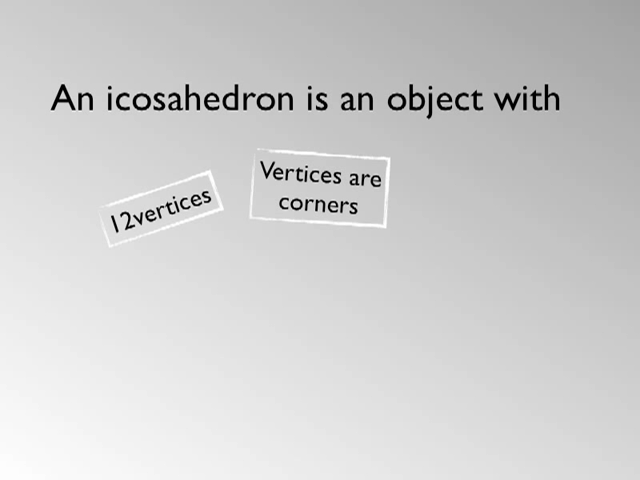 An icosahedron is an object with
12vertices
Vertices are
corners